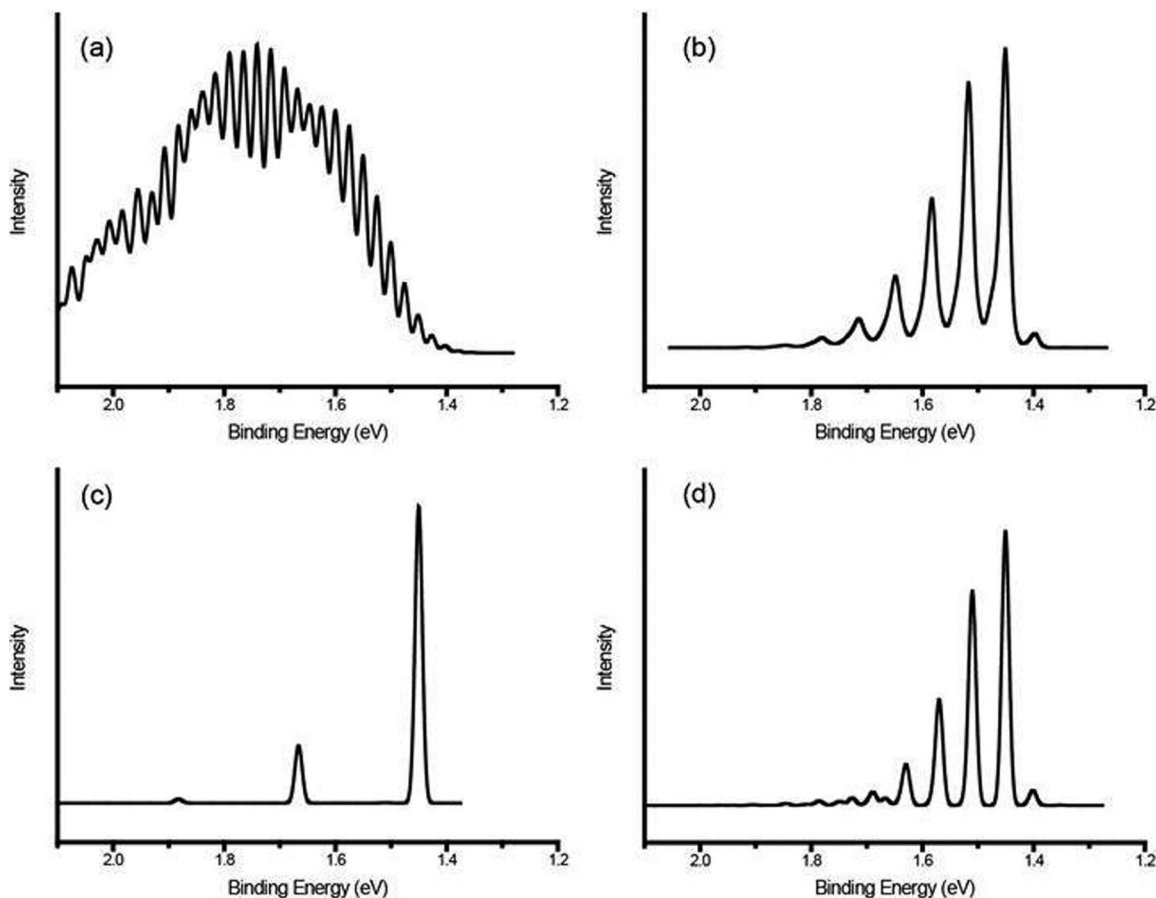 (a)
Intensity
2.0 1.8 1.6 1.4 1.2
Binding Energy (eV)
(b)
Intensity
2.0 1.8 1.6 1.4 1.2
Binding Energy (eV)
(c)
Intensity
2.0 1.8 1.6 1.4 1.2
Binding Energy (eV)
(d)
Intensity
2.0 1.8 1.6 1.4 1.2
Binding Energy (eV)